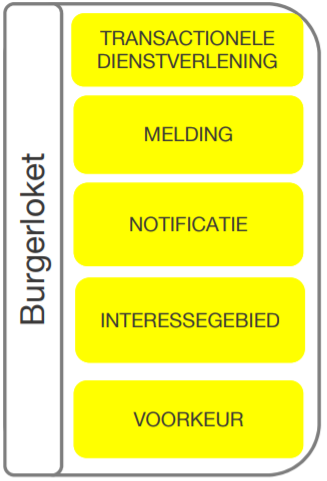 Burgerloket
TRANSACTIONELE
DIENSTVERLENING
MELDING
NOTIFICATIE
INTERESSEGEBIED
VOORKEUR